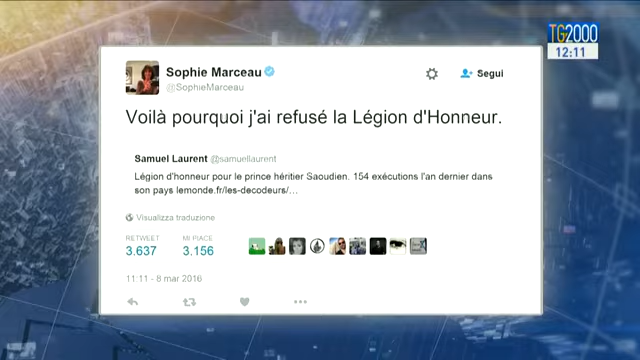 TG2000
12:11
Sophie Marceau
@SophieMarceau
Segui
Voilà pourquoi j'ai refusé la Légion d'Honneur.
Samuel Laurent @samuellaurent
Légion d'honneur pour le prince héritier Saoudien. 154 exécutions l'an dernier dans
son pays lemonde.fr/les-decodeurs/…
Visualizza traduzione
RETWEET MI PIACE
3.637 3.156
11:11 - 8 mar 2016